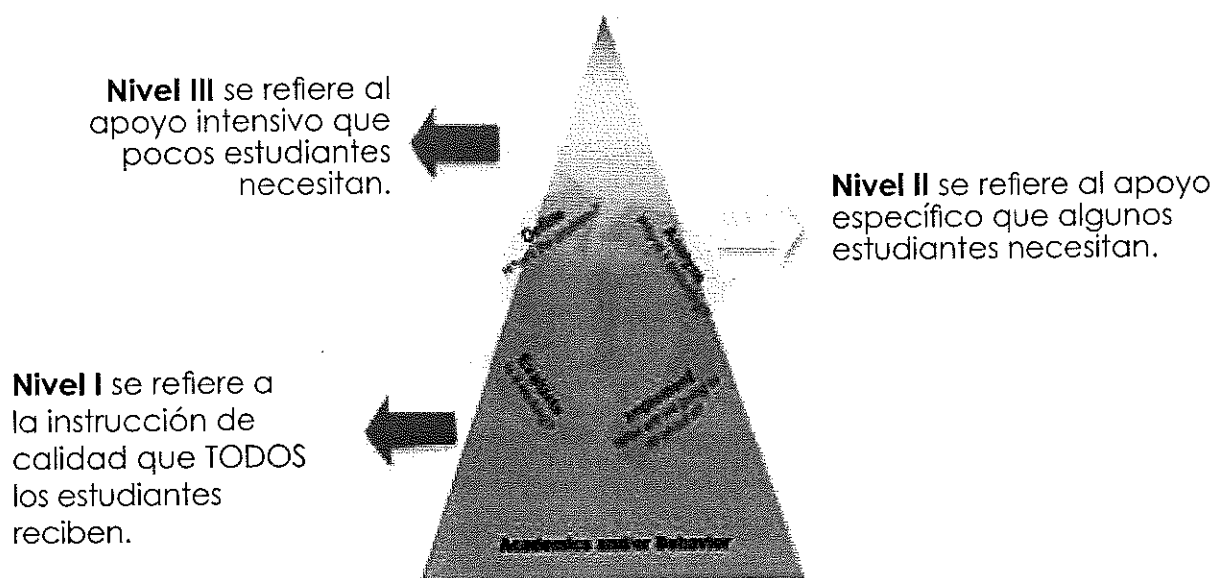 Nivel III se refiere al
apoyo intensivo que
pocos estudiantes
necesitan.
Nivel II se refiere al apoyo
específico que algunos
estudiantes necesitan.
Nivel I se refiere a
la instrucción de
calidad que TODOS
los estudiantes
reciben.
Academics and/or Behavior